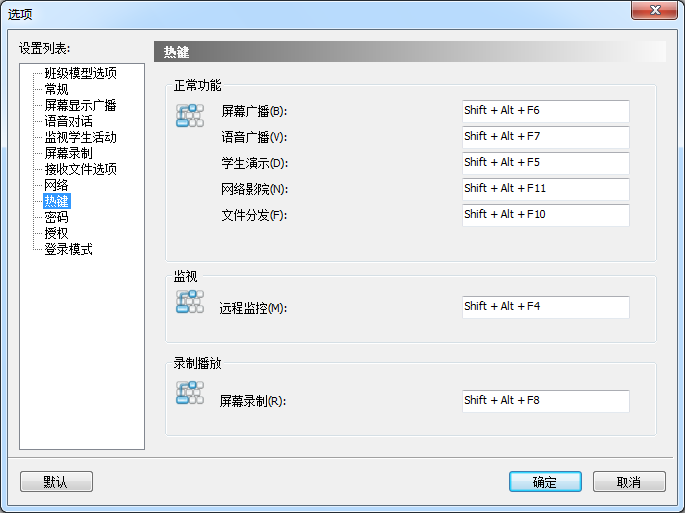 选项
设置列表:
班级模型选项
常规
屏幕显示广播
语音对话
监视学生活动
屏幕录制
接收文件选项
网络
热键
密码
授权
登录模式
热键
正常功能
屏幕广播(B): Shift + Alt + F6
语音广播(V): Shift + Alt + F7
学生演示(D): Shift + Alt + F5
网络影院(N): Shift + Alt + F11
文件分发(F): Shift + Alt + F10
监视
远程监控(M): Shift + Alt + F4
录制播放
屏幕录制(R): Shift + Alt + F8
默认 确定 取消